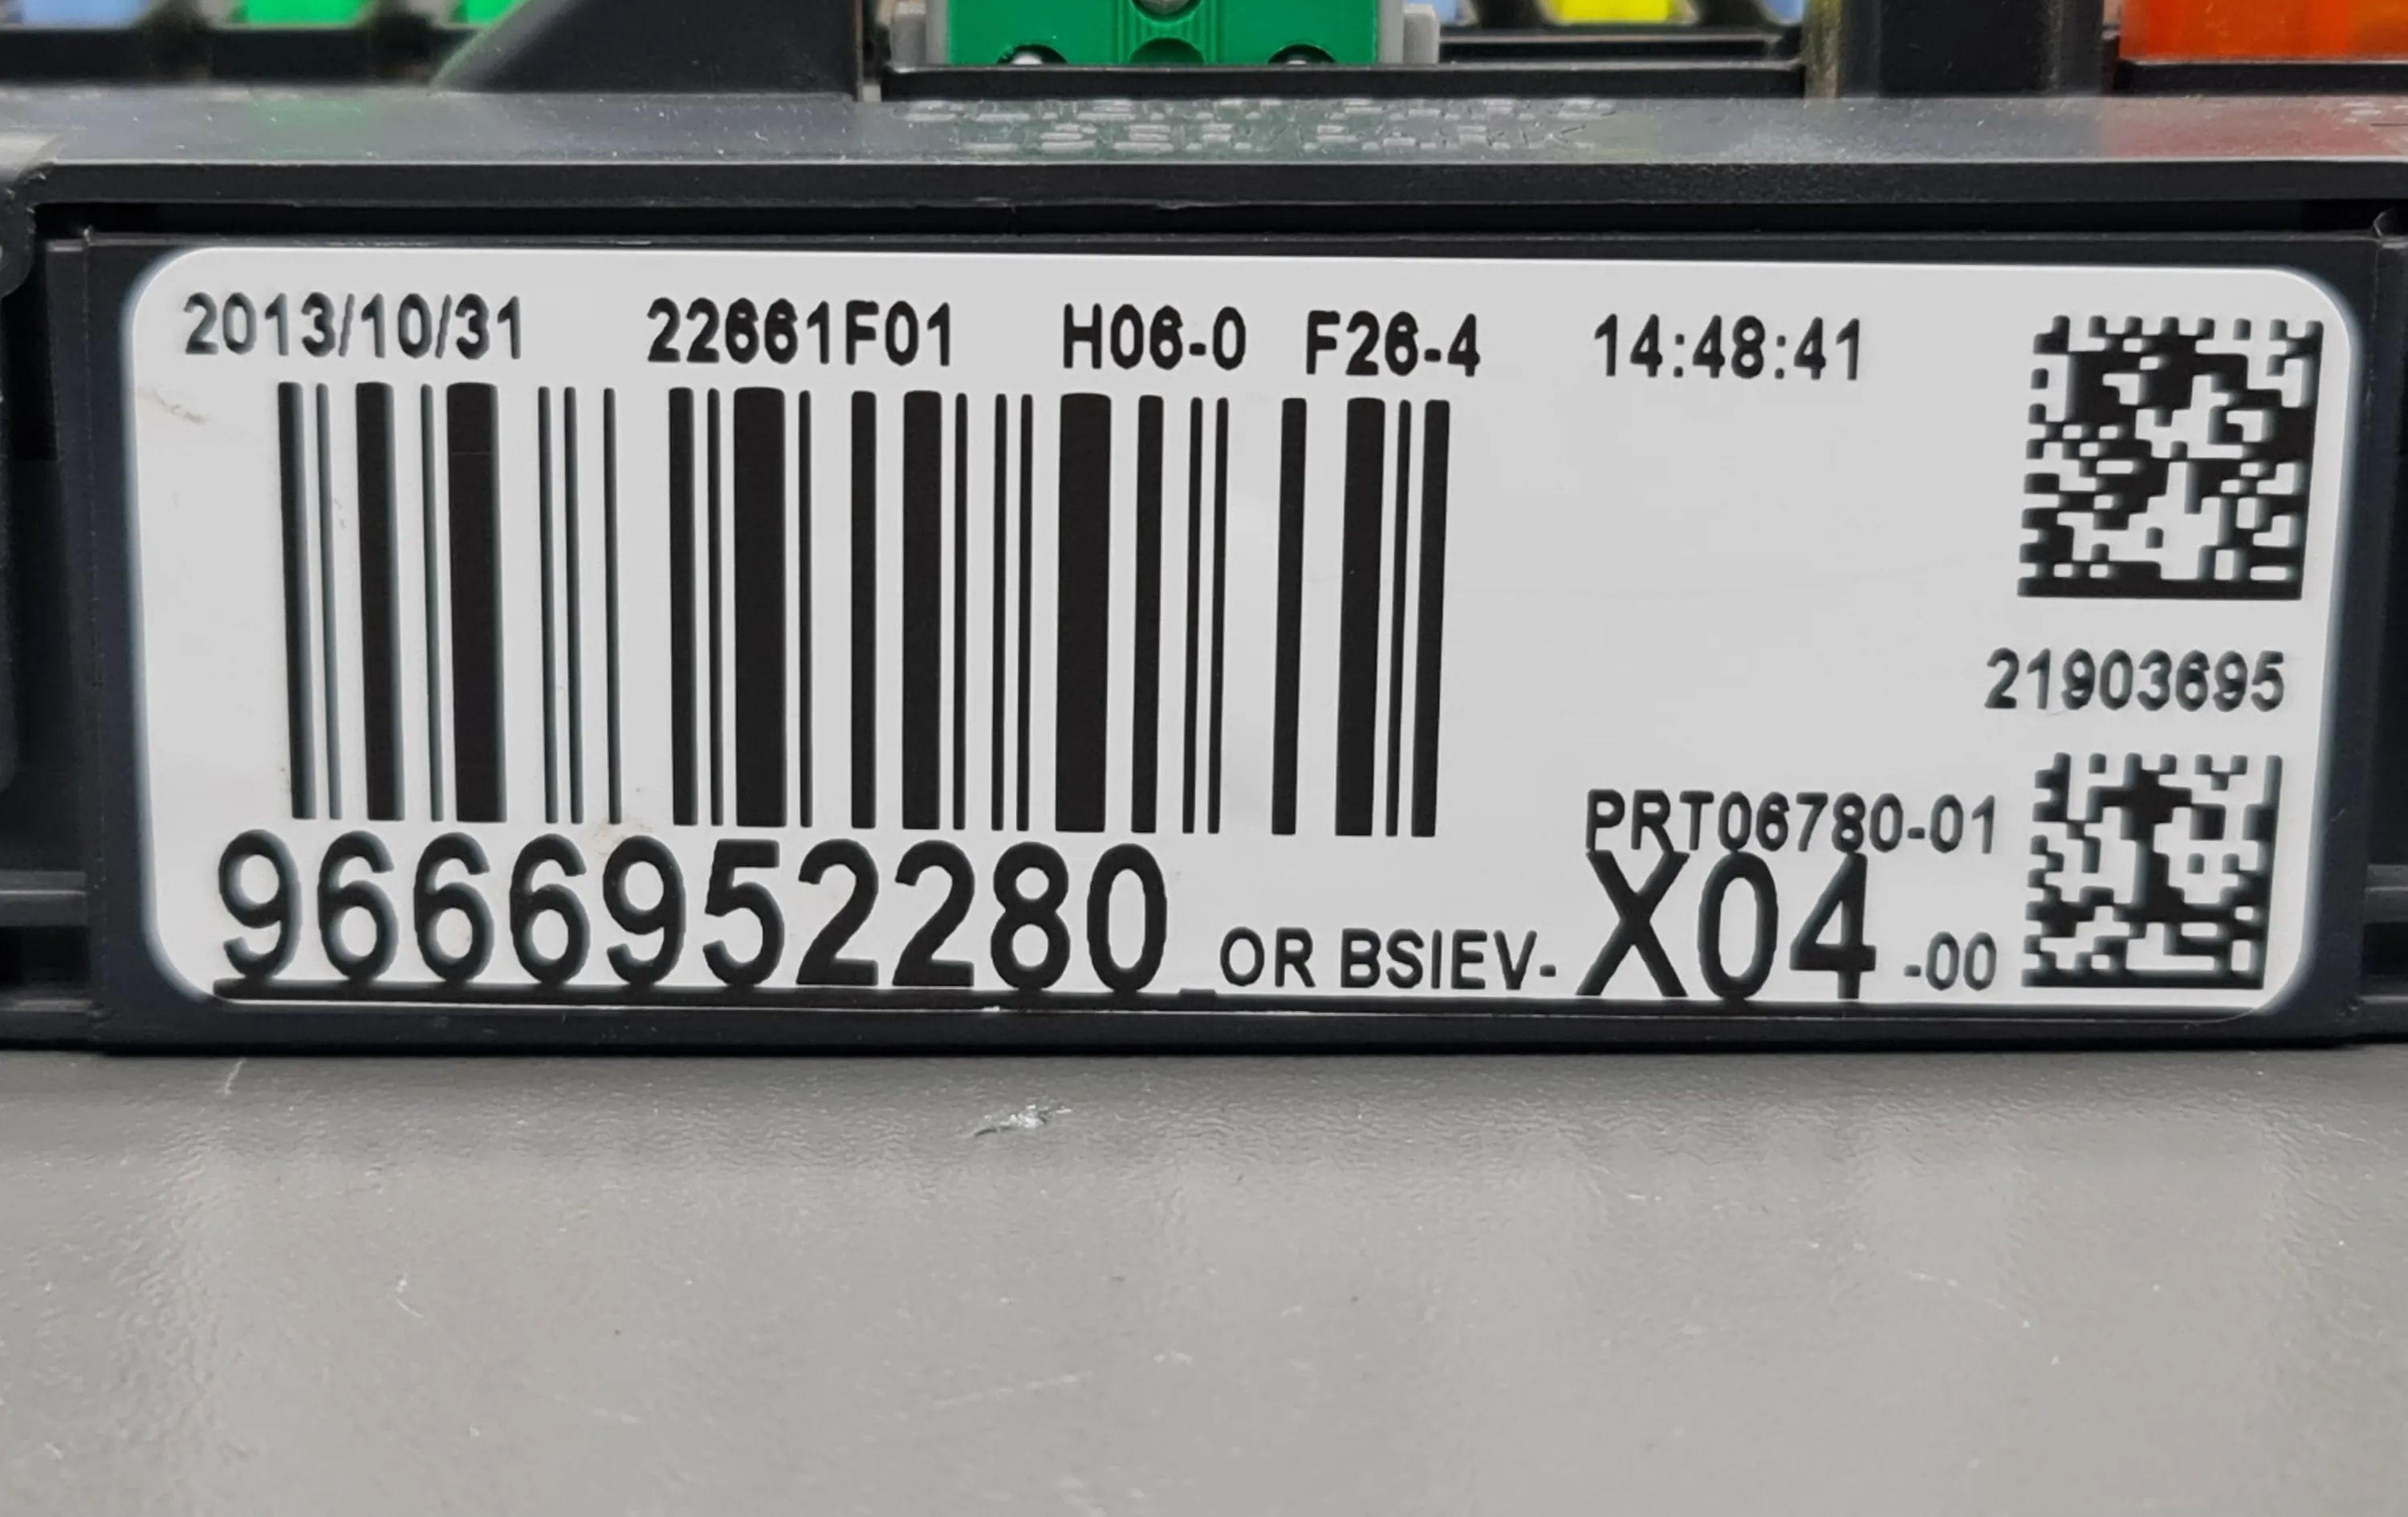 2013/10/31 22661F01 H06-0 F26-4 14:48:41
21903695
PRT06780-01
9666952280 OR BSIEV-X04-00